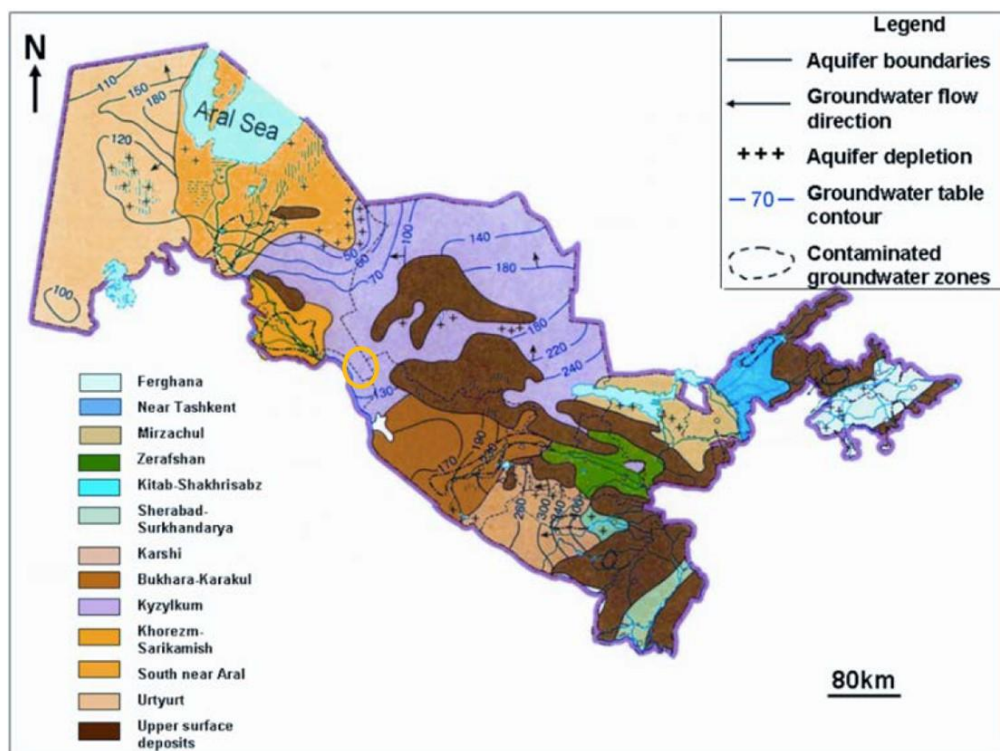 N
Aral Sea
110
150
180
120
100
50
60
70
100
140
180
180
220
240
130
190
170
260
300
Legend
Aquifer boundaries
Groundwater flow
direction
+++ Aquifer depletion
70 Groundwater table
contour
Contaminated
groundwater zones
Ferghana
Near Tashkent
Mirzachul
Zerafshan
Kitab-Shakhrisabz
Sherabad-
Surkhandarya
Karshi
Bukhara-Karakul
Kyzylkum
Khorezm-
Sarikamish
South near Aral
Urtyurt
Upper surface
deposits
80km